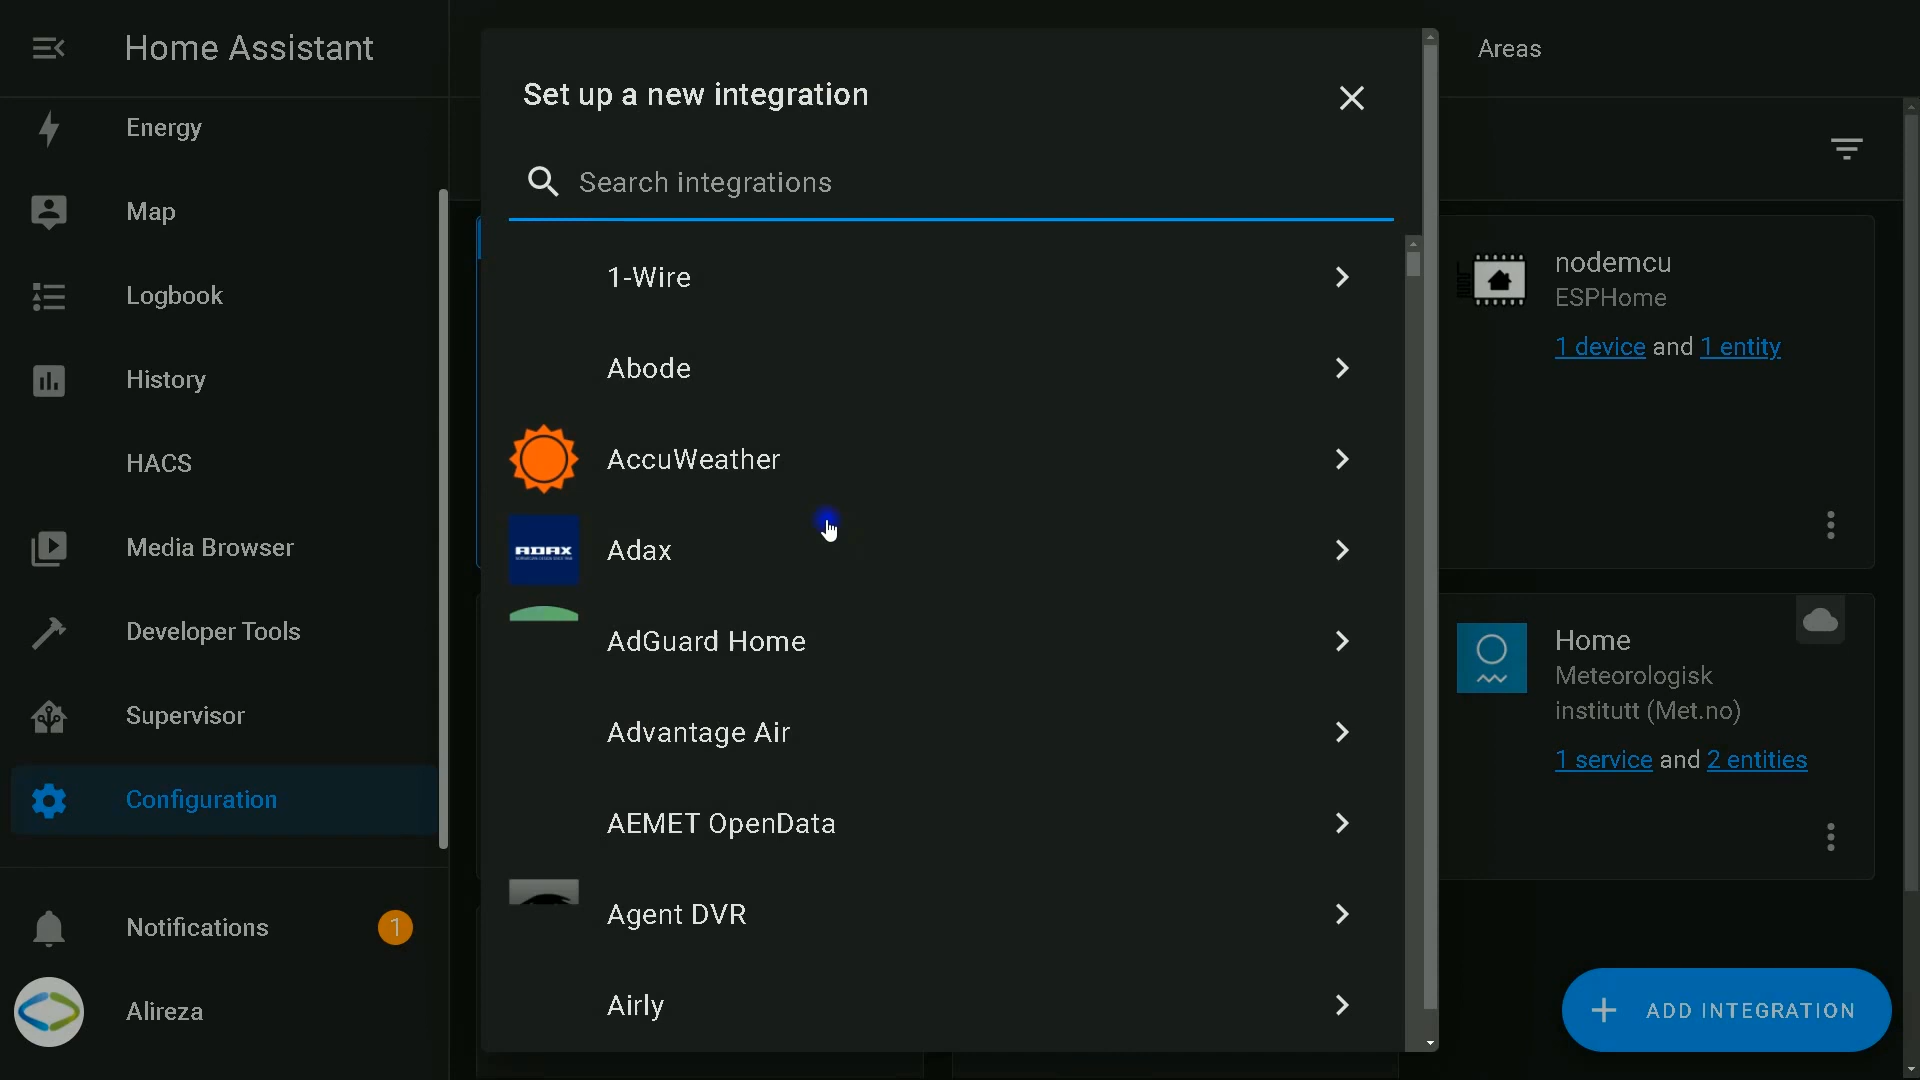 Home Assistant
Energy
Map
Logbook
History
HACS
Media Browser
Developer Tools
Supervisor
Configuration
Notifications
1
Alireza
Set up a new integration
Search integrations
1-Wire
Abode
AccuWeather
ADAX
Adax
AdGuard Home
Advantage Air
AEMET OpenData
Agent DVR
Airly
Areas
nodemcu
ESPHome
1 device and 1 entity
Home
Meteorologisk
institutt (Met.no)
1 service and 2 entities
ADD INTEGRATION